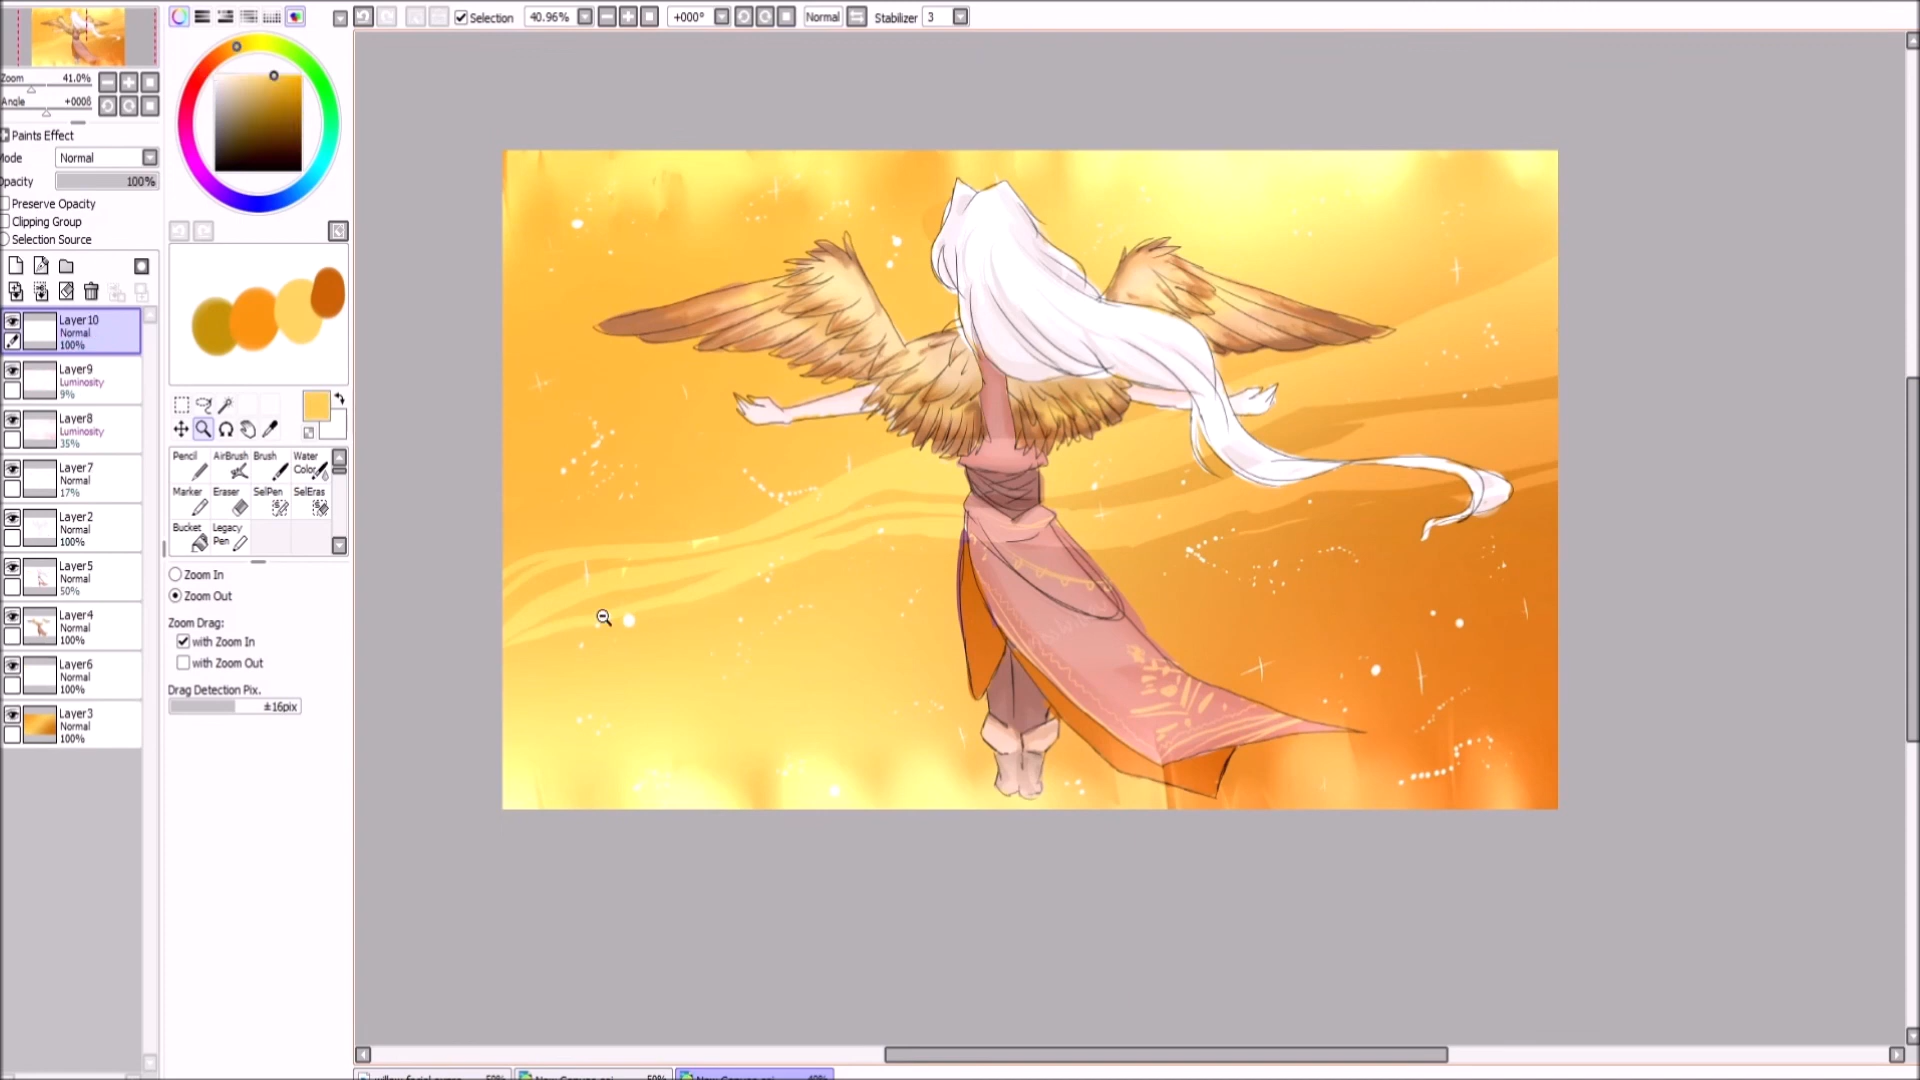 Selection 40.96% +000° Normal Stabilizer 3
Zoom 41.0%
Angle +000
Paints Effect
Mode Normal
Opacity 100%
Preserve Opacity
Clipping Group
Selection Source
Layer10
Normal
100%
Layer9
Luminosity
9%
Layer8
Luminosity
35%
Layer7
Normal
17%
Layer2
Normal
100%
Layer5
Normal
50%
Layer4
Normal
100%
Layer6
Normal
100%
Layer3
Normal
100%
Pencil AirBrush Brush Water
Color
Marker Eraser SelPen SelEras
Bucket Legacy
Pen
Zoom In
Zoom Out
Zoom Drag:
with Zoom In
with Zoom Out
Drag Detection Pix.
±16pix